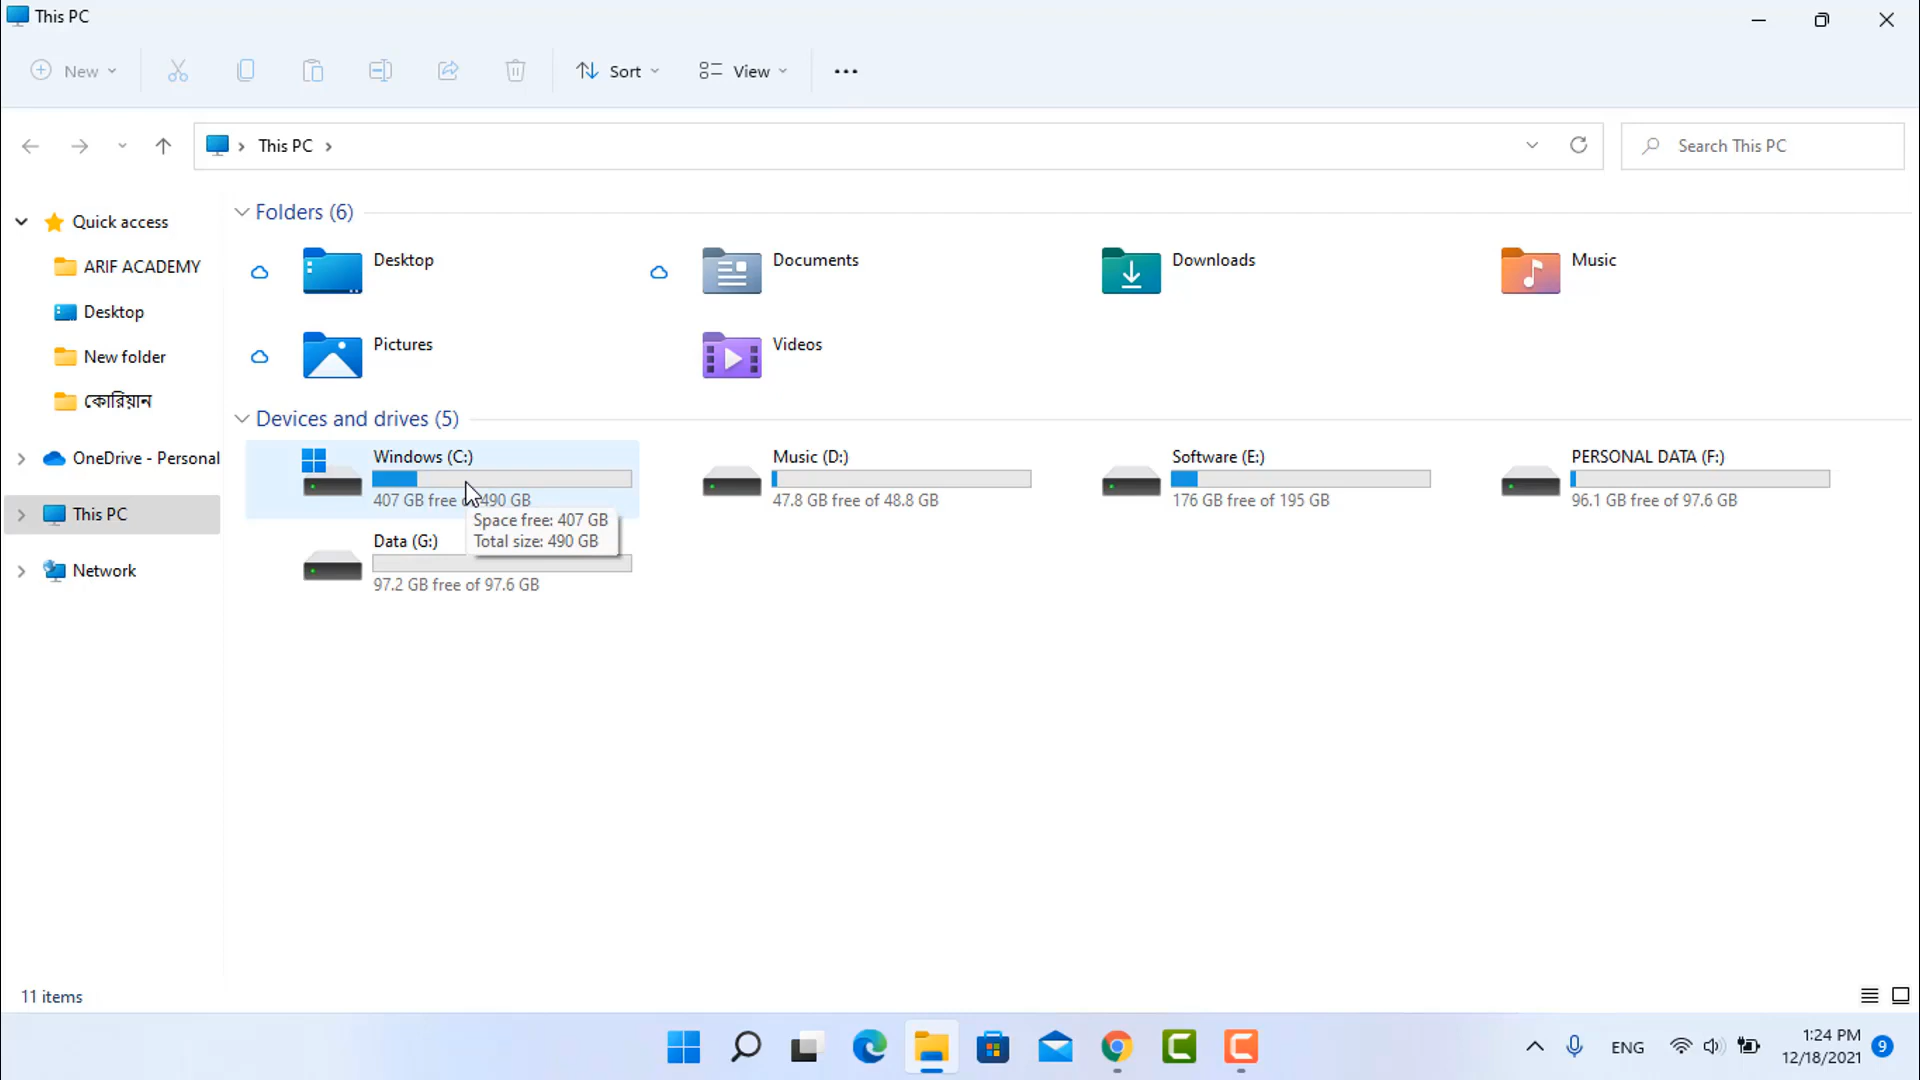 This PC
New
Sort
View
This PC
Search This PC
Quick access
ARIF ACADEMY
Desktop
New folder
কোরিয়ান
OneDrive - Personal
This PC
Network
Folders (6)
Desktop
Documents
Downloads
Music
Pictures
Videos
Devices and drives (5)
Windows (C:)
407 GB free 490 GB
Music (D:)
47.8 GB free of 48.8 GB
Software (E:)
176 GB free of 195 GB
PERSONAL DATA (F:)
96.1 GB free of 97.6 GB
Space free: 407 GB
Total size: 490 GB
Data (G:)
97.2 GB free of 97.6 GB
11 items
ENG
1:24 PM
12/18/2021
9